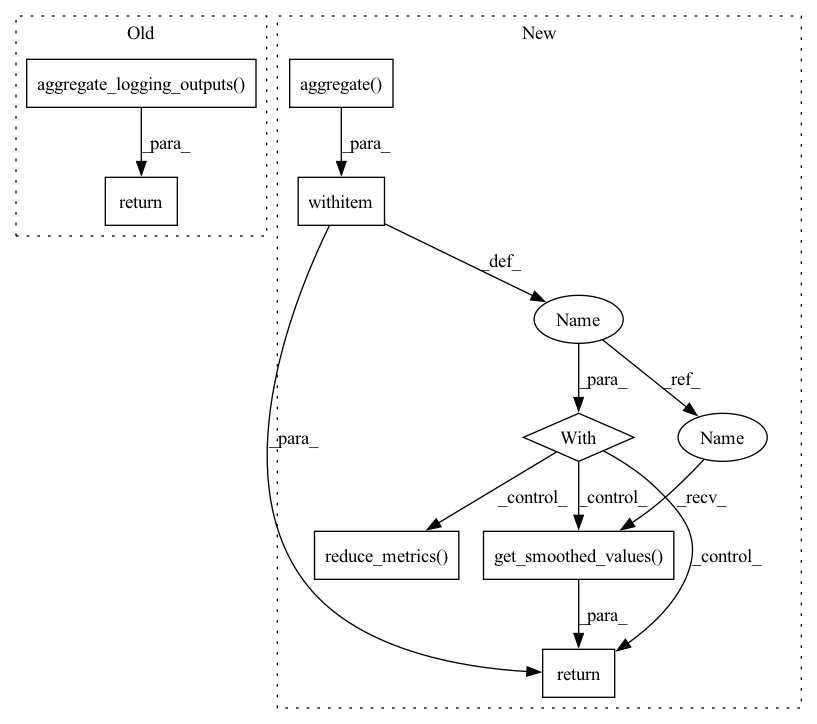 Old
New
aggregate_logging_outputs()
aggregate()
_para_
_para_
return
withitem
_def_
Name
_para_
_ref_
_para_
With
Name
_control_
_control_
_recv_
reduce_metrics()
get_smoothed_values()
_control_
_para_
return